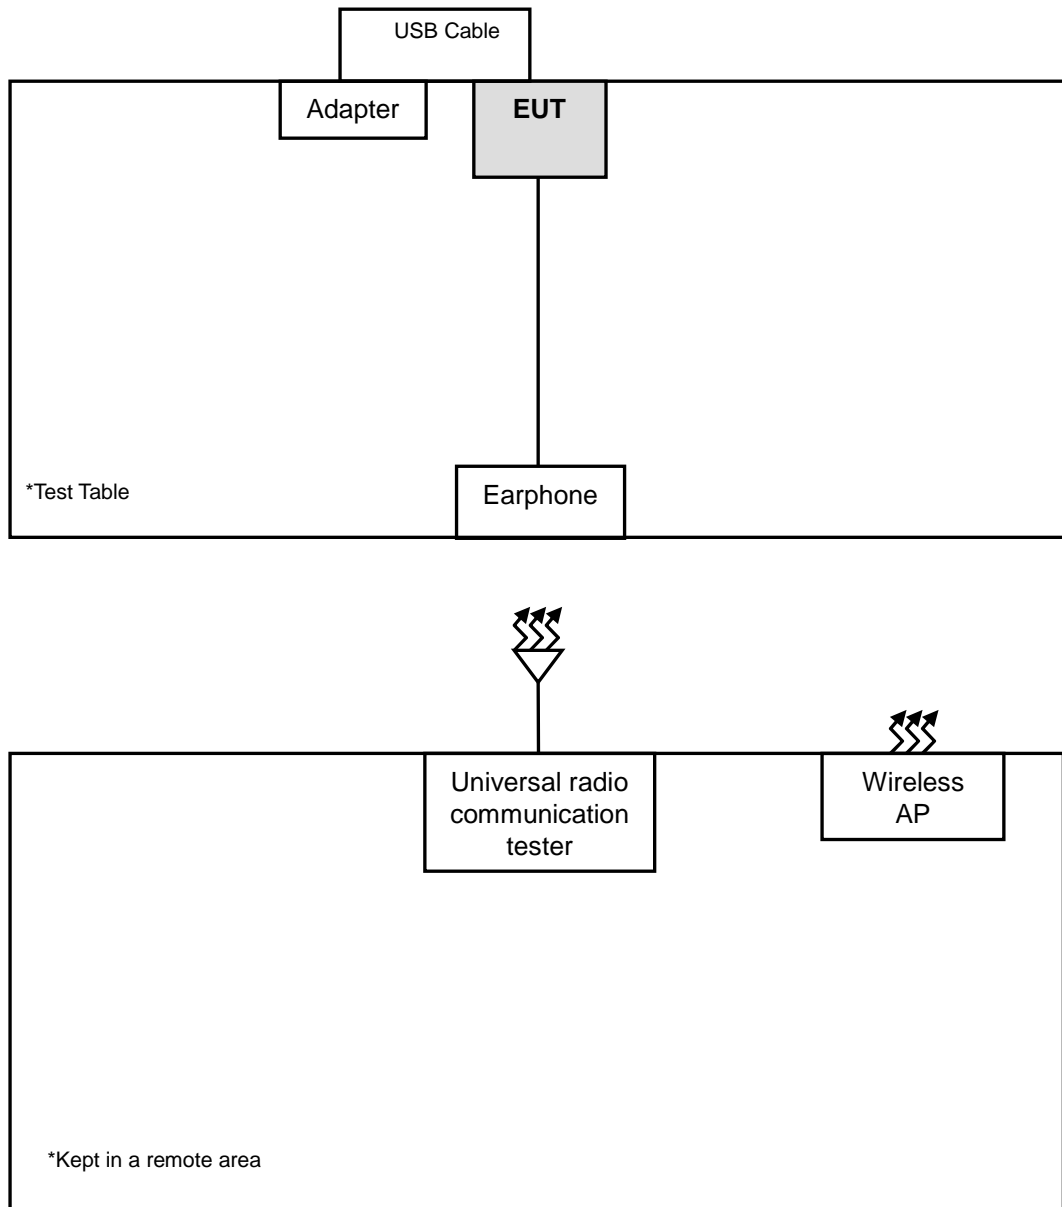 USB Cable
Adapter
EUT
*Test Table
Earphone
Universal radio
communication
tester
Wireless
AP
*Kept in a remote area